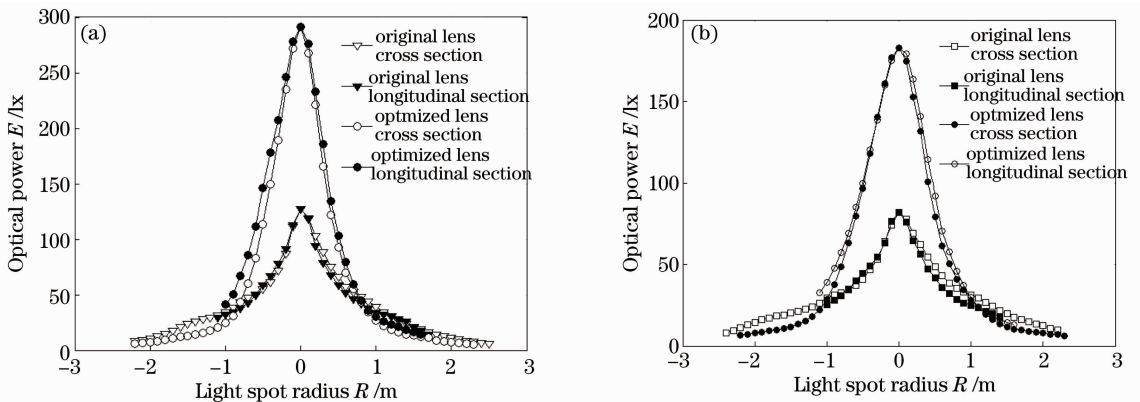 (a)
300
250
200
150
100
50
0
Optical power E /lx
original lens
cross section
original lens
longitudinal section
optmized lens
cross section
optimized lens
longitudinal section
−3
−2
−1
0
1
2
3
Light spot radius R /m
(b)
200
150
100
50
0
Optical power E /lx
original lens
cross section
original lens
longitudinal section
optmized lens
cross section
optimized lens
longitudinal section
−3
−2
−1
0
1
2
3
Light spot radius R /m